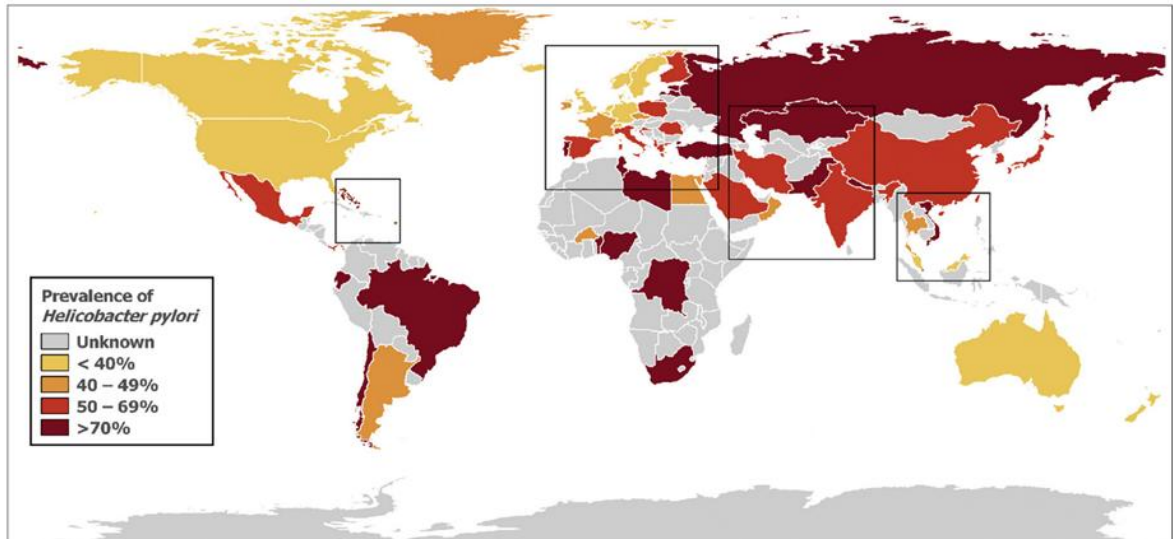 Prevalence of
Helicobacter pylori
Unknown
< 40%
40 – 49%
50 – 69%
>70%